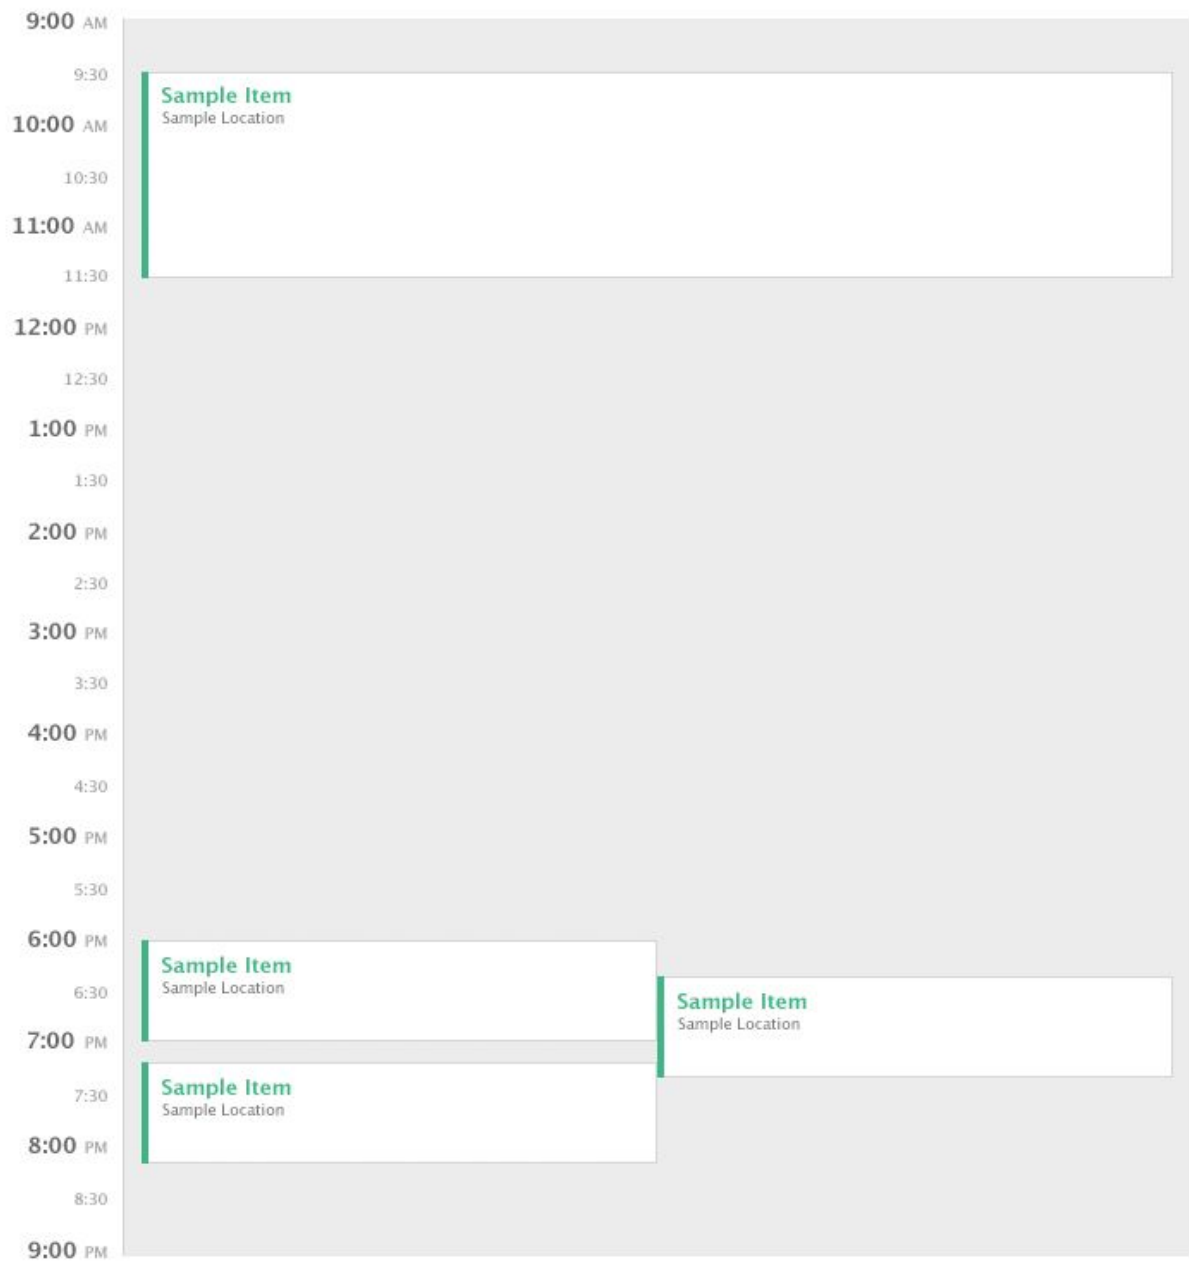 9:00 AM
9:30
Sample Item
Sample Location
10:00 AM
10:30
11:00 AM
11:30
12:00 PM
12:30
1:00 PM
1:30
2:00 PM
2:30
3:00 PM
3:30
4:00 PM
4:30
5:00 PM
5:30
6:00 PM
Sample Item
Sample Location
6:30
Sample Item
Sample Location
7:00 PM
7:30
Sample Item
Sample Location
8:00 PM
8:30
9:00 PM